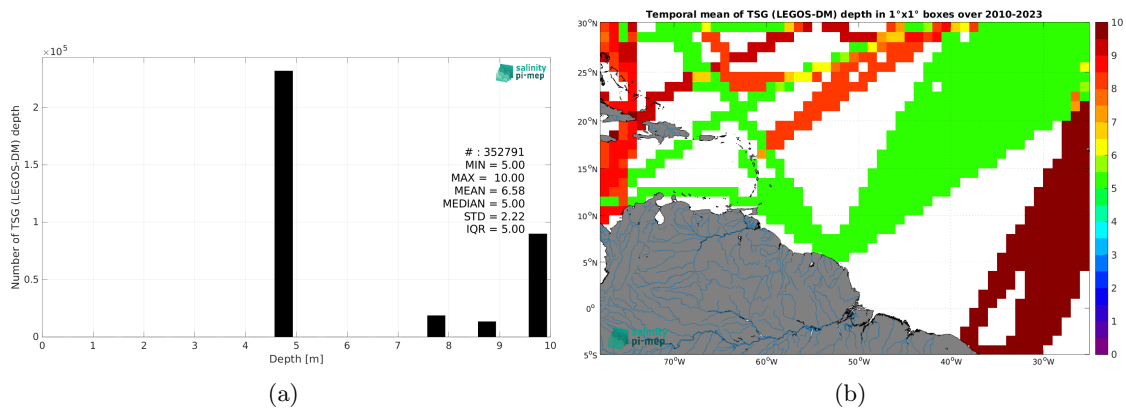 ×10⁵
2
1.5
1
0.5
0
Number of TSG (LEGOS-DM) depth
salinity
pi-mep
# : 352791
MIN = 5.00
MAX = 10.00
MEAN = 6.58
MEDIAN = 5.00
STD = 2.22
IQR = 5.00
0 1 2 3 4 5 6 7 8 9 10
Depth [m]
(a)
Temporal mean of TSG (LEGOS-DM) depth in 1°x1° boxes over 2010-2023
30°N
25°N
20°N
15°N
10°N
5°N
0°
5°S
70°W 60°W 50°W 40°W 30°W
salinity
pi-mep
10
9
8
7
6
5
4
3
2
1
0
(b)